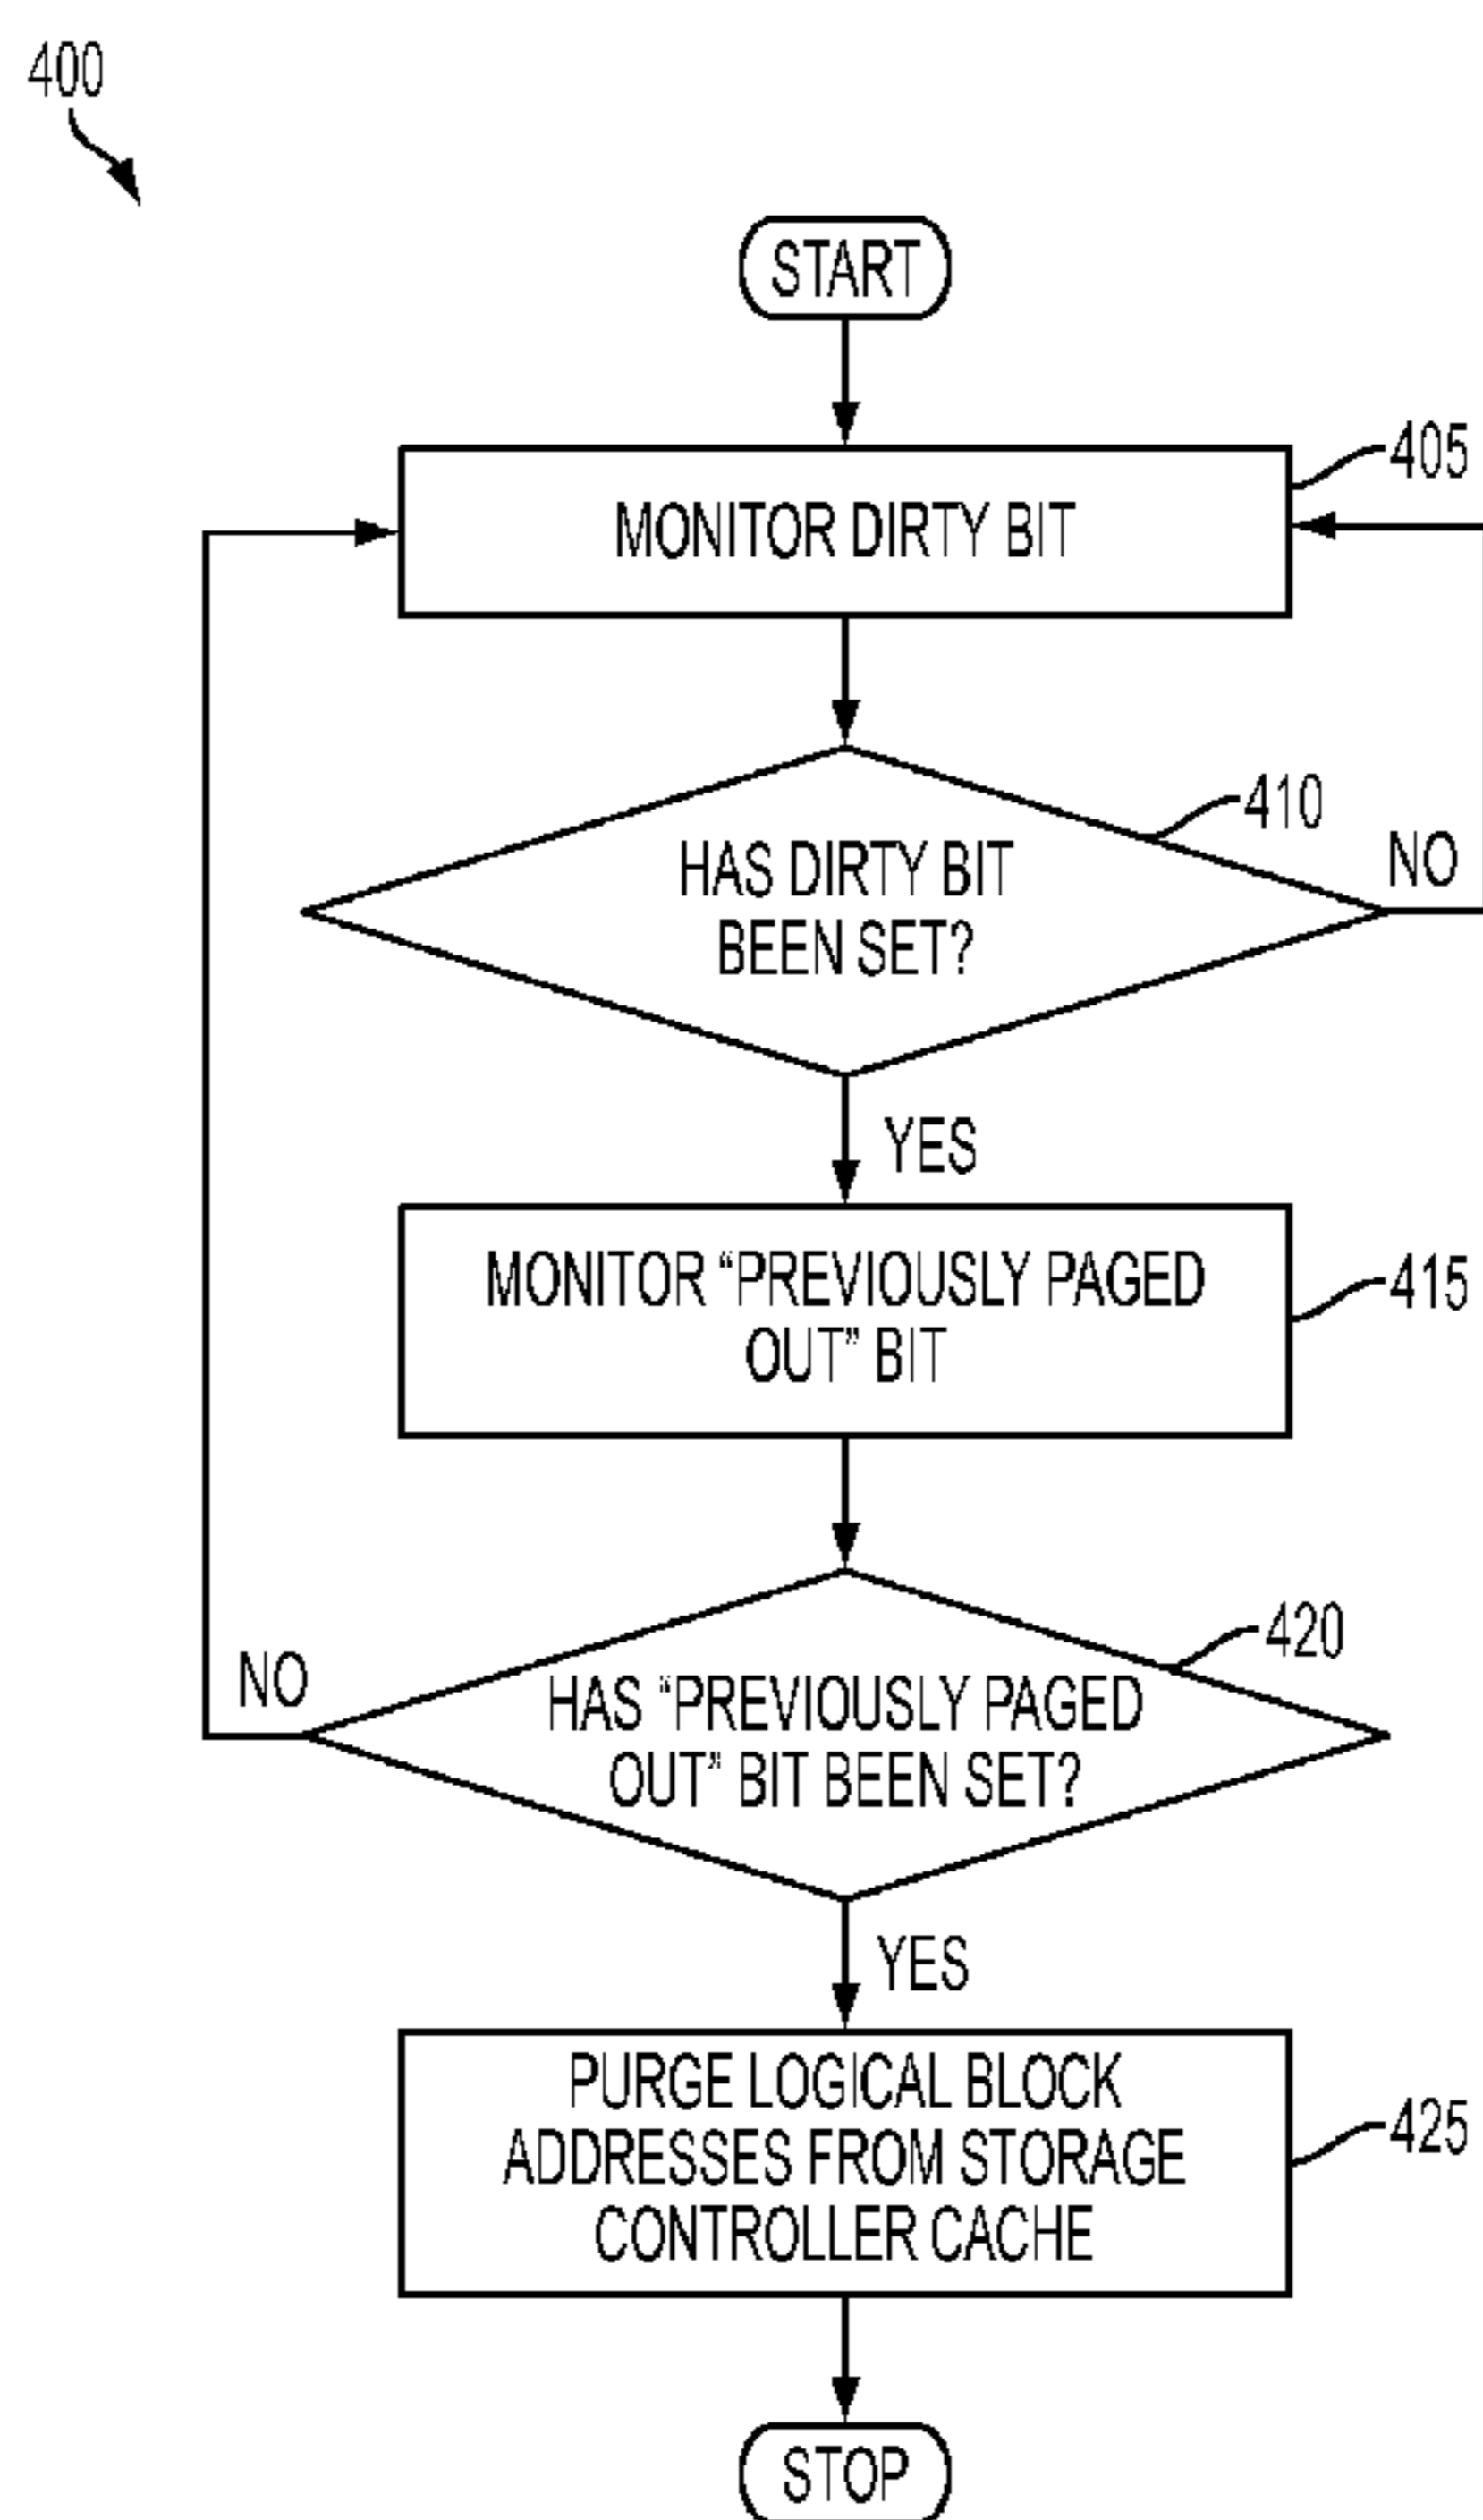 400
START
405
MONITOR DIRTY BIT
410
HAS DIRTY BIT
BEEN SET?
NO
YES
MONITOR “PREVIOUSLY PAGED
OUT” BIT
415
420
NO
HAS “PREVIOUSLY PAGED
OUT” BIT BEEN SET?
YES
PURGE LOGICAL BLOCK
ADDRESSES FROM STORAGE
CONTROLLER CACHE
425
STOP